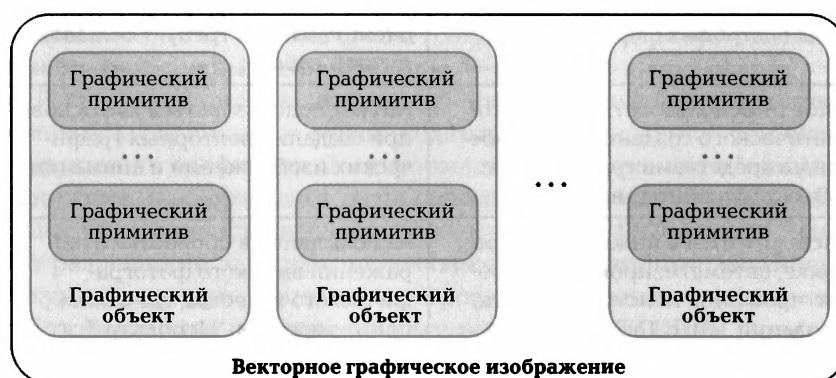 Графический
примитив
...
Графический
примитив
Графический
объект
Графический
примитив
...
Графический
примитив
Графический
объект
...
Графический
примитив
...
Графический
примитив
Графический
объект
Векторное графическое изображение